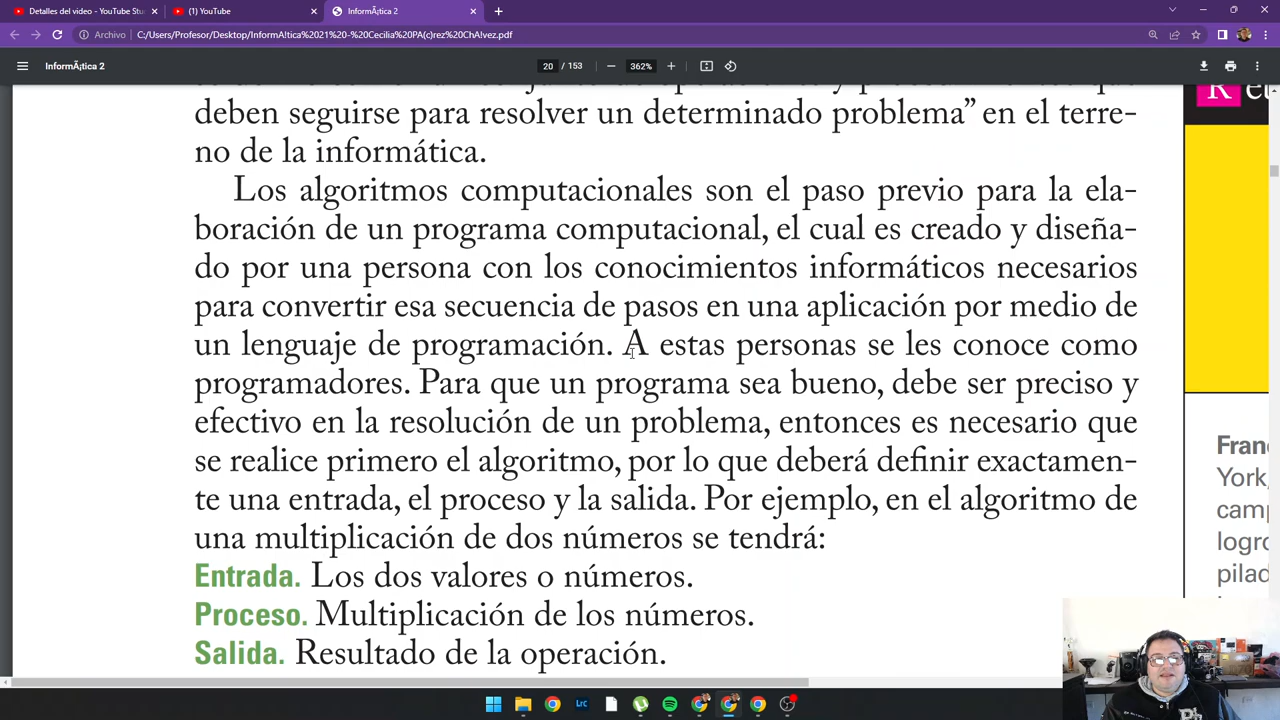 Detalles del video - YouTube Stu
(1) YouTube
InformÃ¡tica 2
Archivo
C:/Users/Profesor/Desktop/InformA!tica%2021%20-%20Cecilia%20PA(c)rez%20ChA!vez.pdf
InformÃ¡tica 2
20 / 153
362%
deben seguirse para resolver un determinado problema” en el terre-
no de la informática.
Los algoritmos computacionales son el paso previo para la ela-
boración de un programa computacional, el cual es creado y diseña-
do por una persona con los conocimientos informáticos necesarios
para convertir esa secuencia de pasos en una aplicación por medio de
un lenguaje de programación. A estas personas se les conoce como
programadores. Para que un programa sea bueno, debe ser preciso y
efectivo en la resolución de un problema, entonces es necesario que
se realice primero el algoritmo, por lo que deberá definir exactamen-
te una entrada, el proceso y la salida. Por ejemplo, en el algoritmo de
una multiplicación de dos números se tendrá:
Entrada. Los dos valores o números.
Proceso. Multiplicación de los números.
Salida. Resultado de la operación.
R
Fran
York,
camp
logro
pilad
Lrc